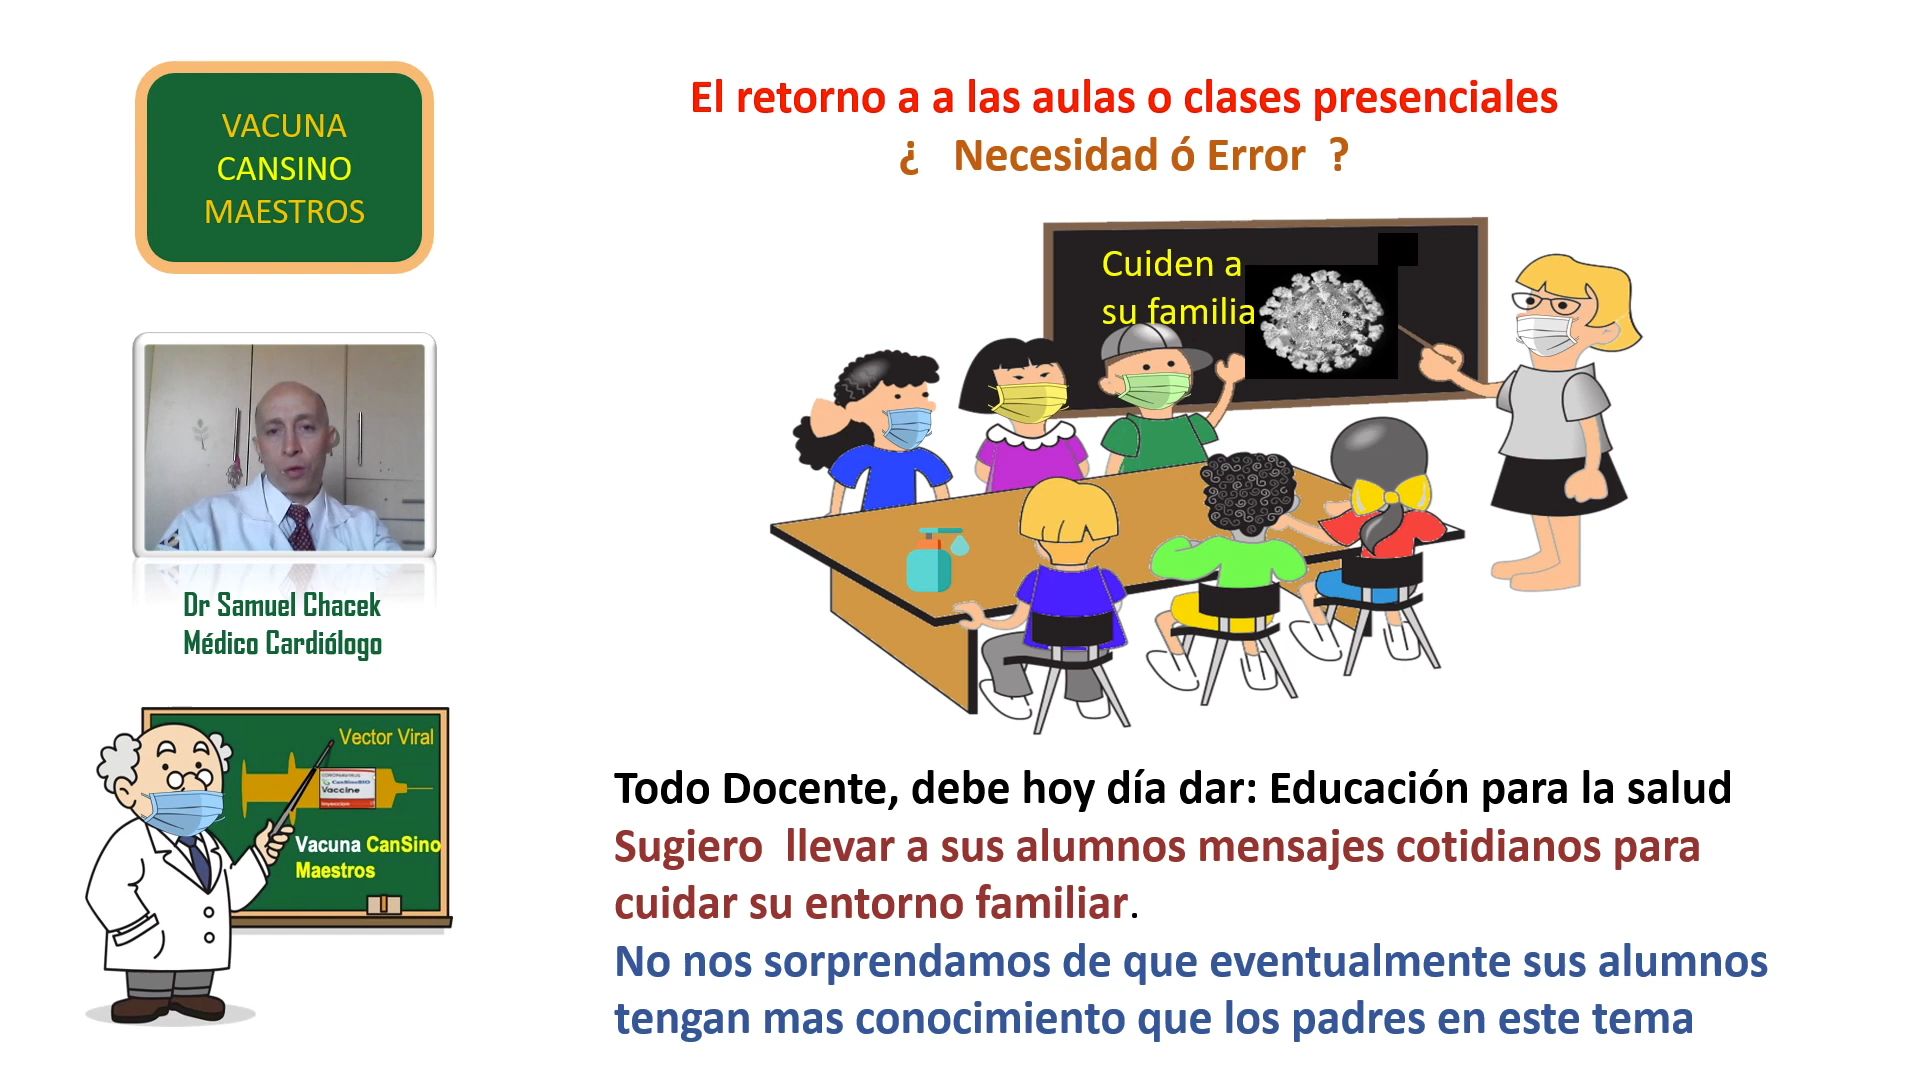 VACUNA
CANSINO
MAESTROS
Dr Samuel Chacek
Médico Cardiólogo
Vector Viral
CORONAVIRUS
CanSinoBIO
Vaccine
Inyección
Vacuna CanSino
Maestros
El retorno a a las aulas o clases presenciales
¿ Necesidad ó Error ?
Cuiden a
su familia
Todo Docente, debe hoy día dar: Educación para la salud
Sugiero llevar a sus alumnos mensajes cotidianos para
cuidar su entorno familiar.
No nos sorprendamos de que eventualmente sus alumnos
tengan mas conocimiento que los padres en este tema